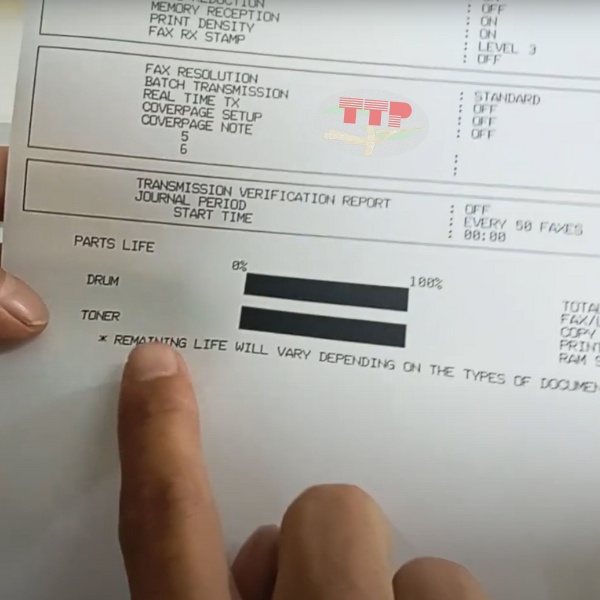 MEMORY RECEPTION : OFF
PRINT DENSITY : ON
FAX RX STAMP : ON
: LEVEL 3
: OFF
FAX RESOLUTION : STANDARD
BATCH TRANSMISSION : OFF
REAL TIME TX : OFF
COVERPAGE SETUP : OFF
COVERPAGE NOTE
5 :
6 :
TTP
TRANSMISSION VERIFICATION REPORT : OFF
JOURNAL PERIOD : EVERY 50 FAXES
START TIME : 00:00
PARTS LIFE
0% 100%
DRUM
TONER
* REMAINING LIFE WILL VARY DEPENDING ON THE TYPES OF
FAX/
COPY